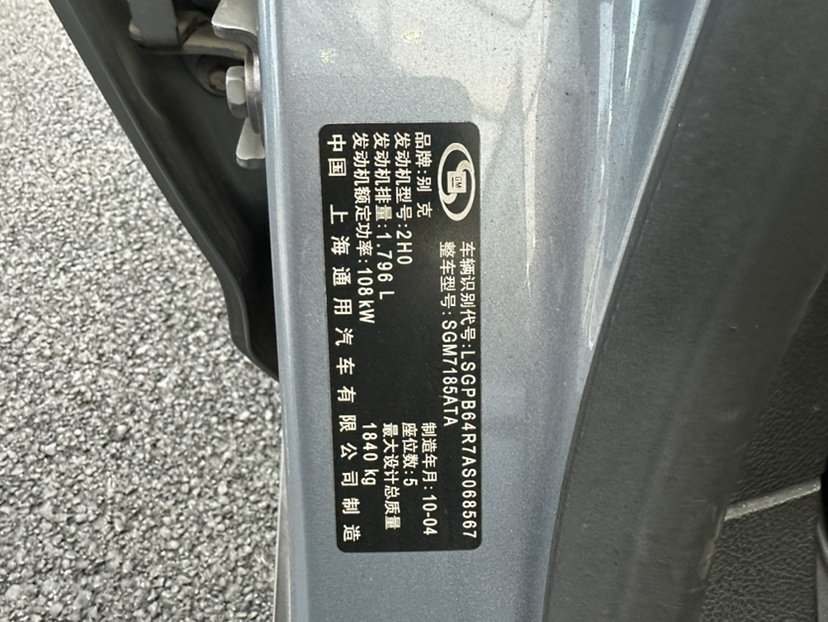 GM
车辆识别代号:LSGPB64R7AS068567
整车型号:SGM7185ATA
品牌:别克
制造年月:10-04
发动机型号:2H0
座位数:5
发动机排量:1.796 L
最大设计总质量
发动机额定功率:108kW
1840 kg
中国 上海通用汽车有限公司制造